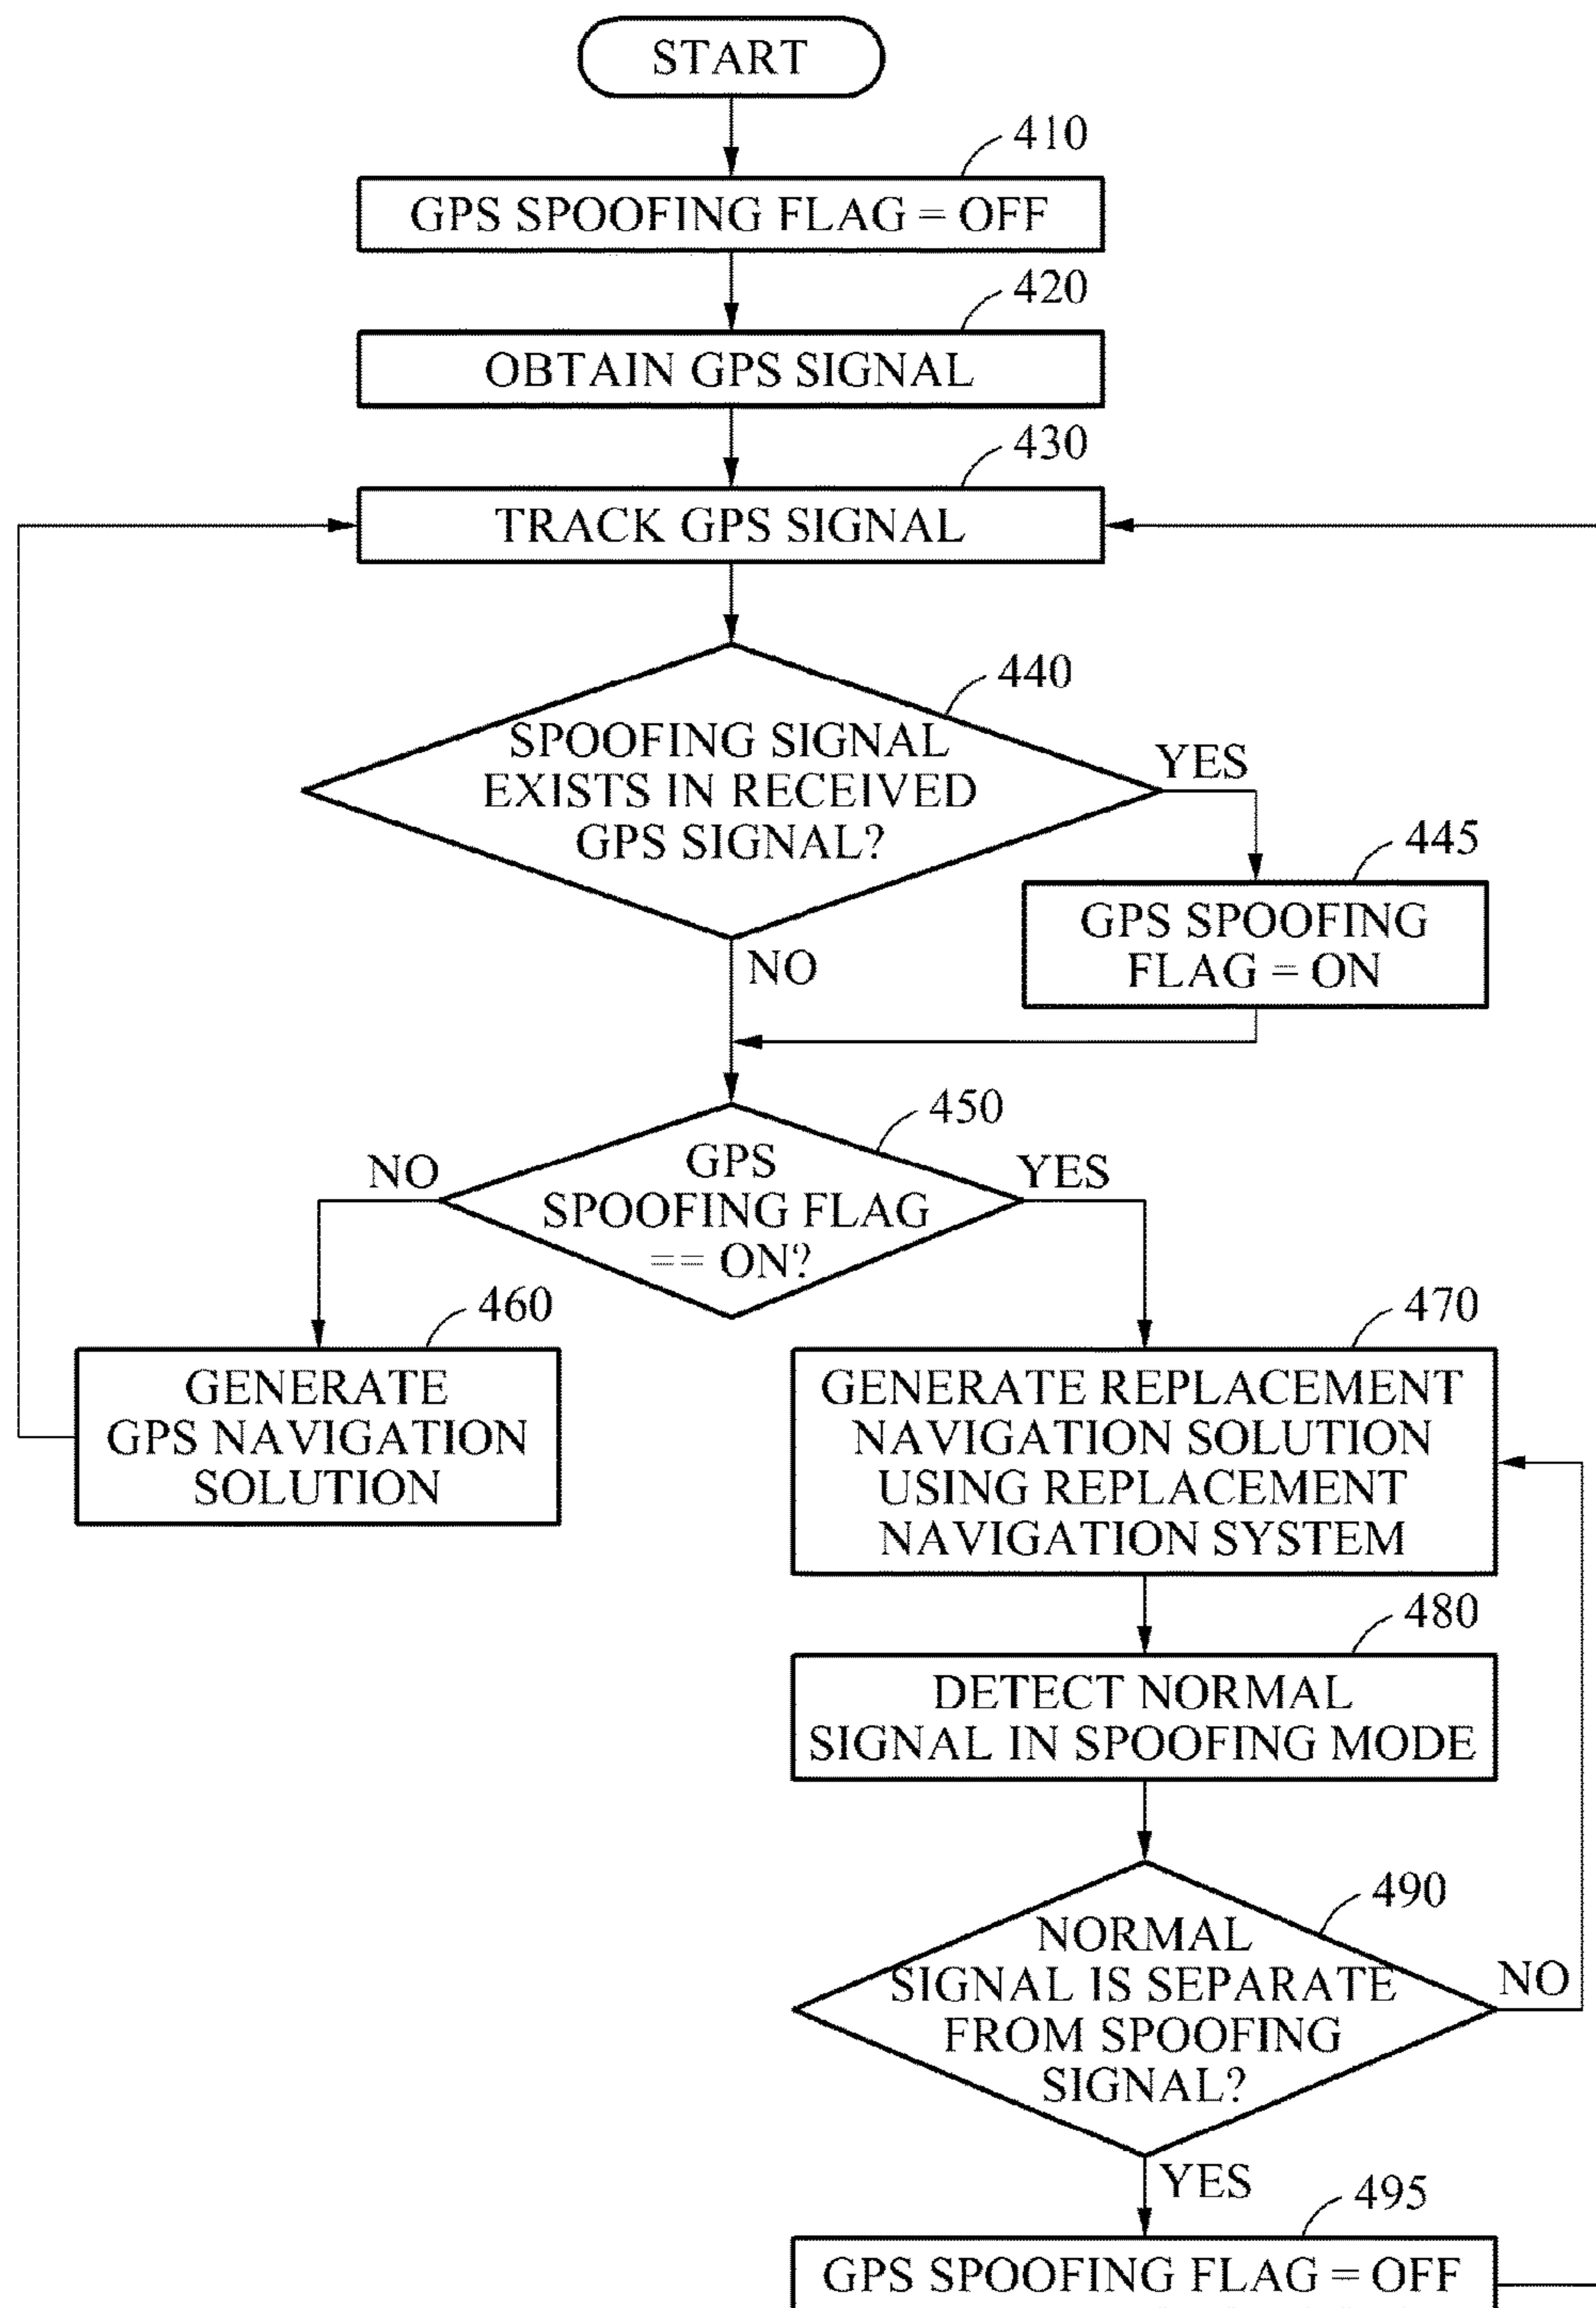 START
410
GPS SPOOFING FLAG = OFF
420
OBTAIN GPS SIGNAL
430
TRACK GPS SIGNAL
440
SPOOFING SIGNAL
EXISTS IN RECEIVED
GPS SIGNAL?
YES
445
GPS SPOOFING
FLAG = ON
NO
450
GPS
SPOOFING FLAG
== ON?
NO
YES
460
GENERATE
GPS NAVIGATION
SOLUTION
470
GENERATE REPLACEMENT
NAVIGATION SOLUTION
USING REPLACEMENT
NAVIGATION SYSTEM
480
DETECT NORMAL
SIGNAL IN SPOOFING MODE
490
NORMAL
SIGNAL IS SEPARATE
FROM SPOOFING
SIGNAL?
NO
YES
495
GPS SPOOFING FLAG = OFF